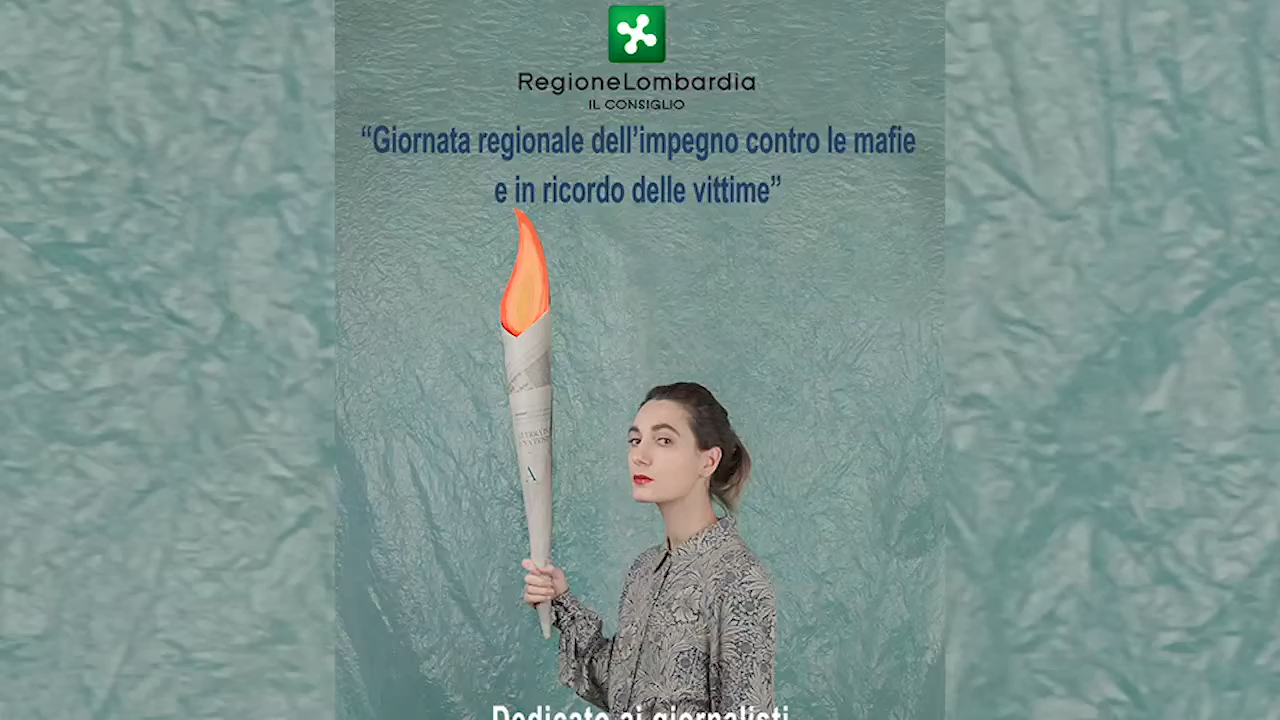 RegioneLombardia
IL CONSIGLIO
“Giornata regionale dell’impegno contro le mafie
e in ricordo delle vittime”
A
Dedicato ai giornalisti